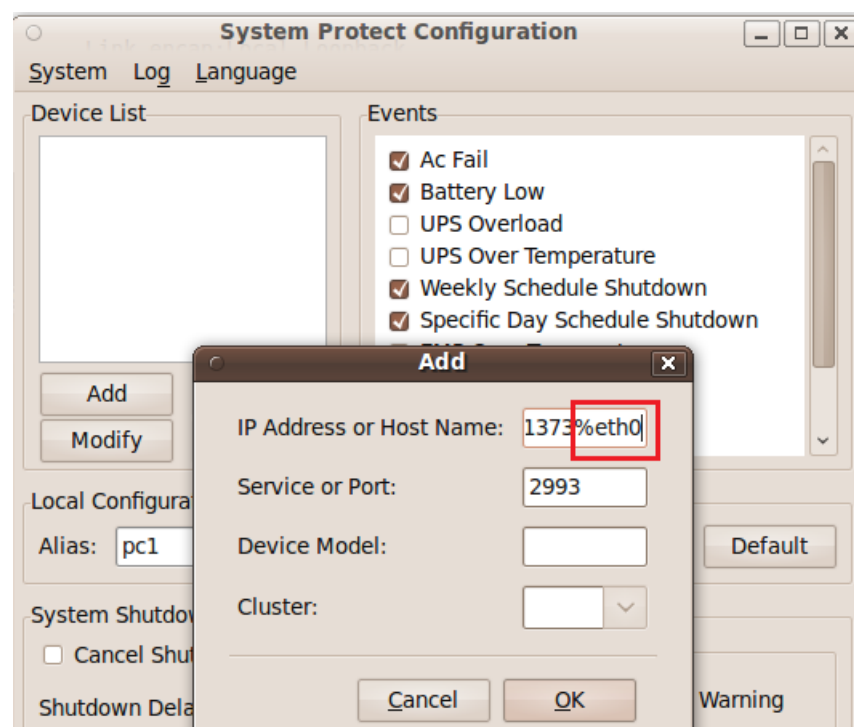 System Protect Configuration
System Log Language
Device List
Events
Ac Fail
Battery Low
UPS Overload
UPS Over Temperature
Weekly Schedule Shutdown
Specific Day Schedule Shutdown
Add
Add
Modify
IP Address or Host Name: 1373%eth0
Service or Port: 2993
Device Model:
Cluster:
Cancel OK
Local Configura
Alias: pc1
Default
System Shutdov
Cancel Shut
Shutdown Dela
Warning